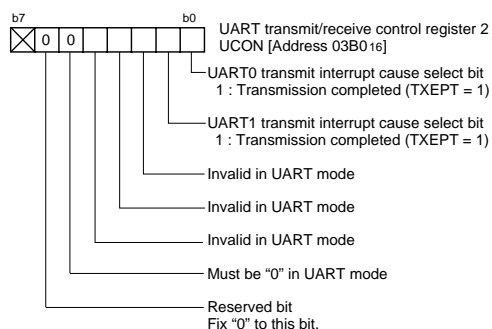 b7 b0
0 0
UART transmit/receive control register 2
UCON [Address 03B016]
UART0 transmit interrupt cause select bit
1 : Transmission completed (TXEPT = 1)
UART1 transmit interrupt cause select bit
1 : Transmission completed (TXEPT = 1)
Invalid in UART mode
Invalid in UART mode
Invalid in UART mode
Must be “0” in UART mode
Reserved bit
Fix “0” to this bit.